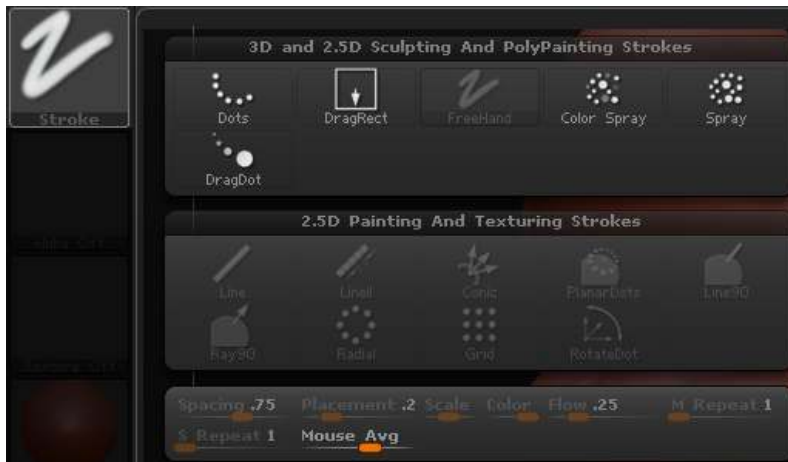 Stroke
3D and 2.5D Sculpting And PolyPainting Strokes
Dots DragRect FreeHand Color Spray Spray
DragDot
2.5D Painting And Texturing Strokes
Line LineII Conic PlanarDots Line90
Ray90 Radial Grid RotateDot
Spacing .75 Placement .2 Scale Color Flow .25 M Repeat 1
S Repeat 1 Mouse Avg